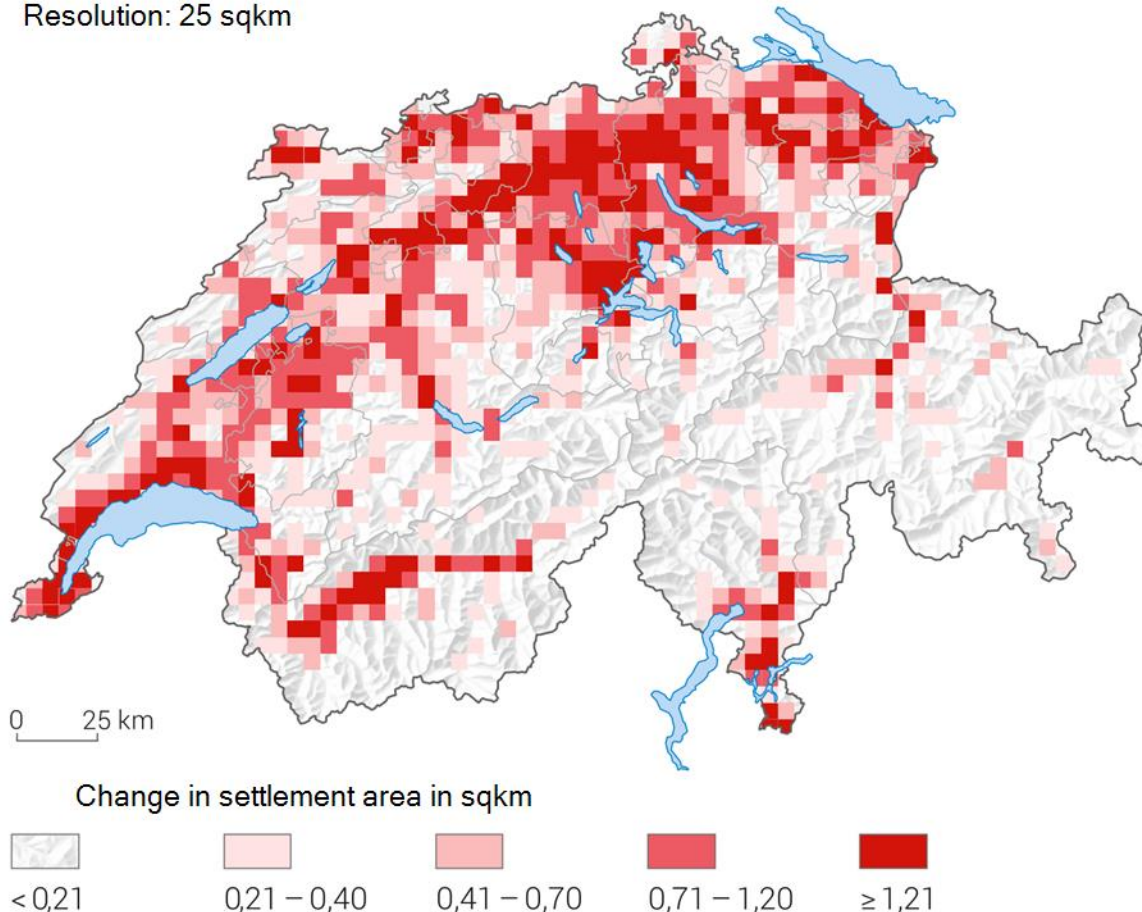 Resolution: 25 sqkm
0 25 km
Change in settlement area in sqkm
< 0,21 0,21 – 0,40 0,41 – 0,70 0,71 – 1,20 ≥ 1,21